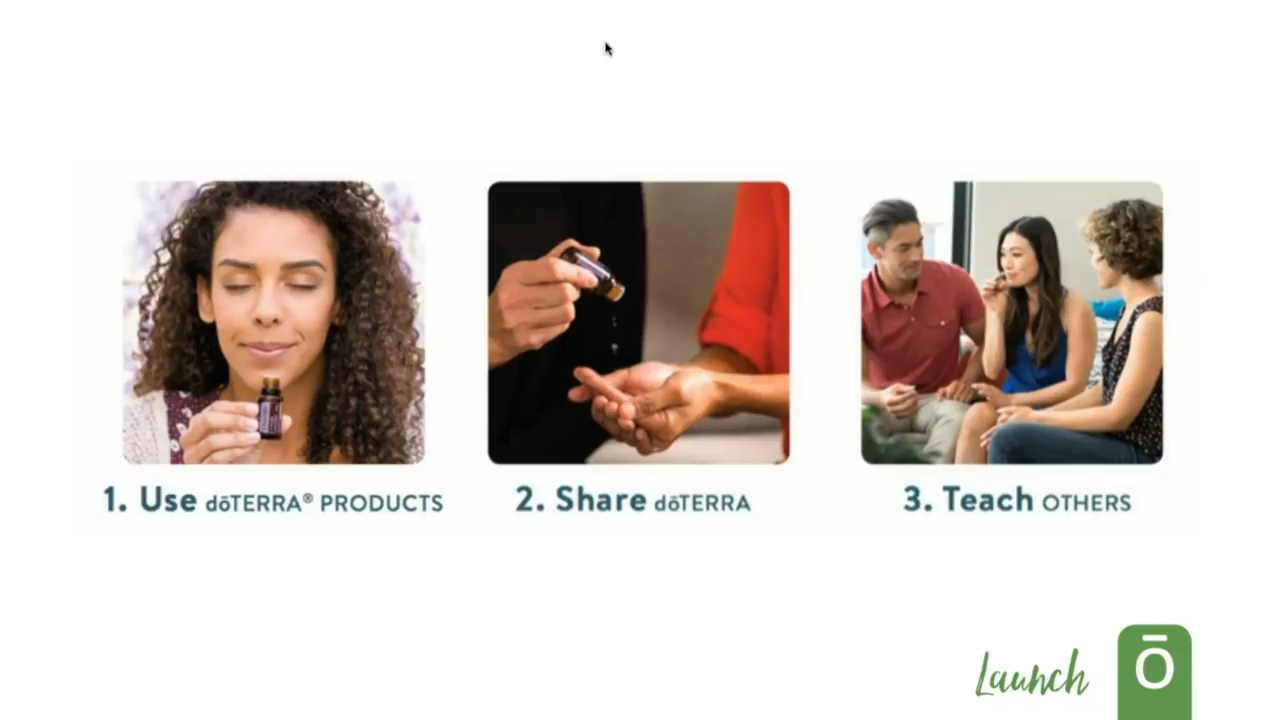 1. Use dōTERRA® PRODUCTS
2. Share dōTERRA
3. Teach OTHERS
Launch
Ō